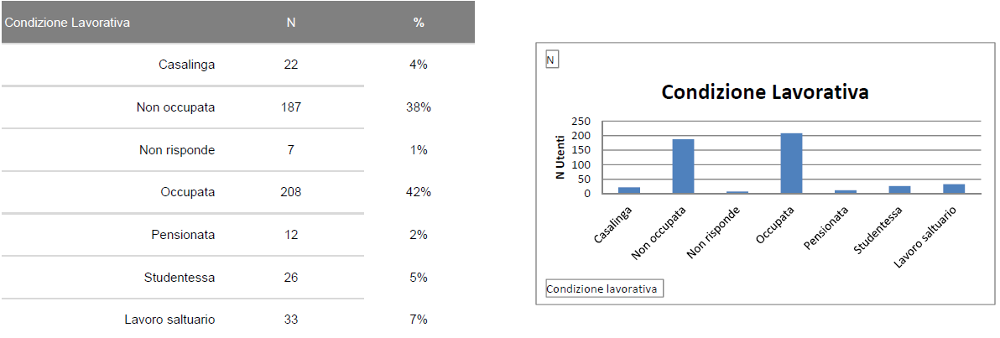 Condizione Lavorativa N %
Casalinga 22 4%
Non occupata 187 38%
Non risponde 7 1%
Occupata 208 42%
Pensionata 12 2%
Studentessa 26 5%
Lavoro saltuario 33 7%
N
Condizione Lavorativa
N Utenti
250
200
150
100
50
0
Casalinga
Non occupata
Non risponde
Occupata
Pensionata
Studentessa
Lavoro saltuario
Condizione lavorativa